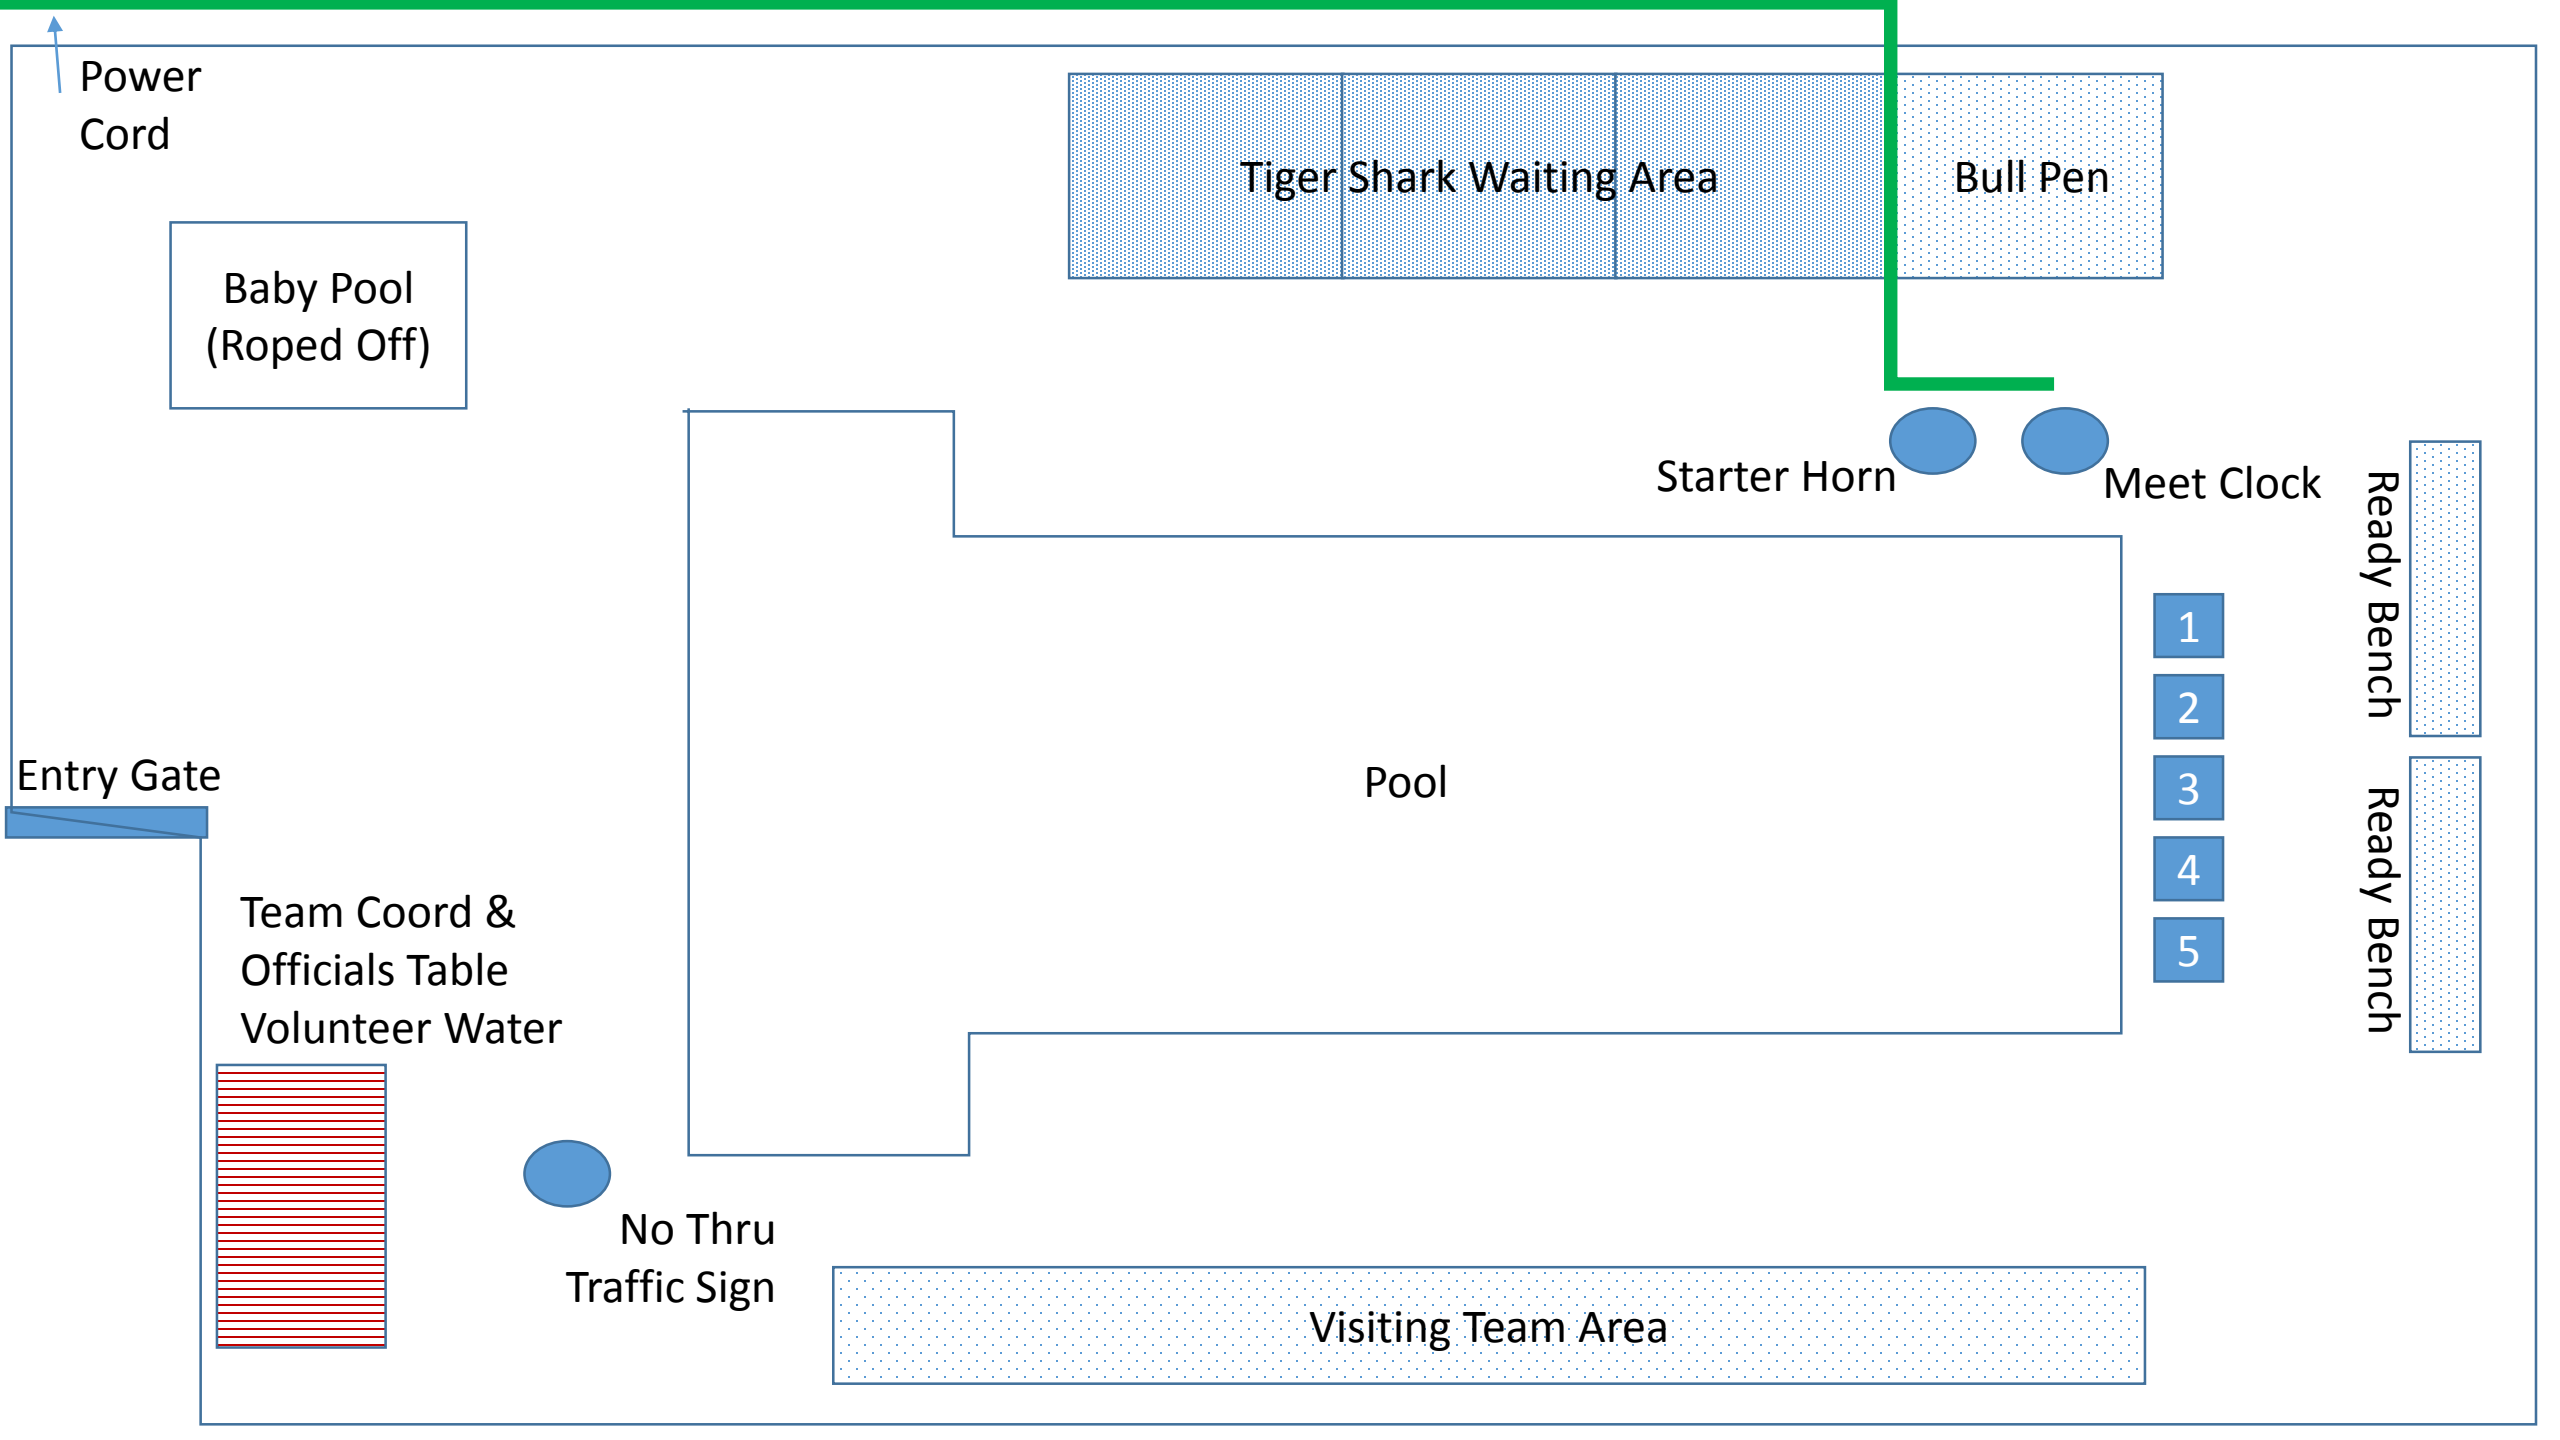 Power
Cord
Tiger Shark Waiting Area
Bull Pen
Baby Pool
(Roped Off)
Starter Horn
Meet Clock
Ready Bench
1
2
3
4
5
Pool
Entry Gate
Ready Bench
Team Coord &
Officials Table
Volunteer Water
No Thru
Traffic Sign
Visiting Team Area